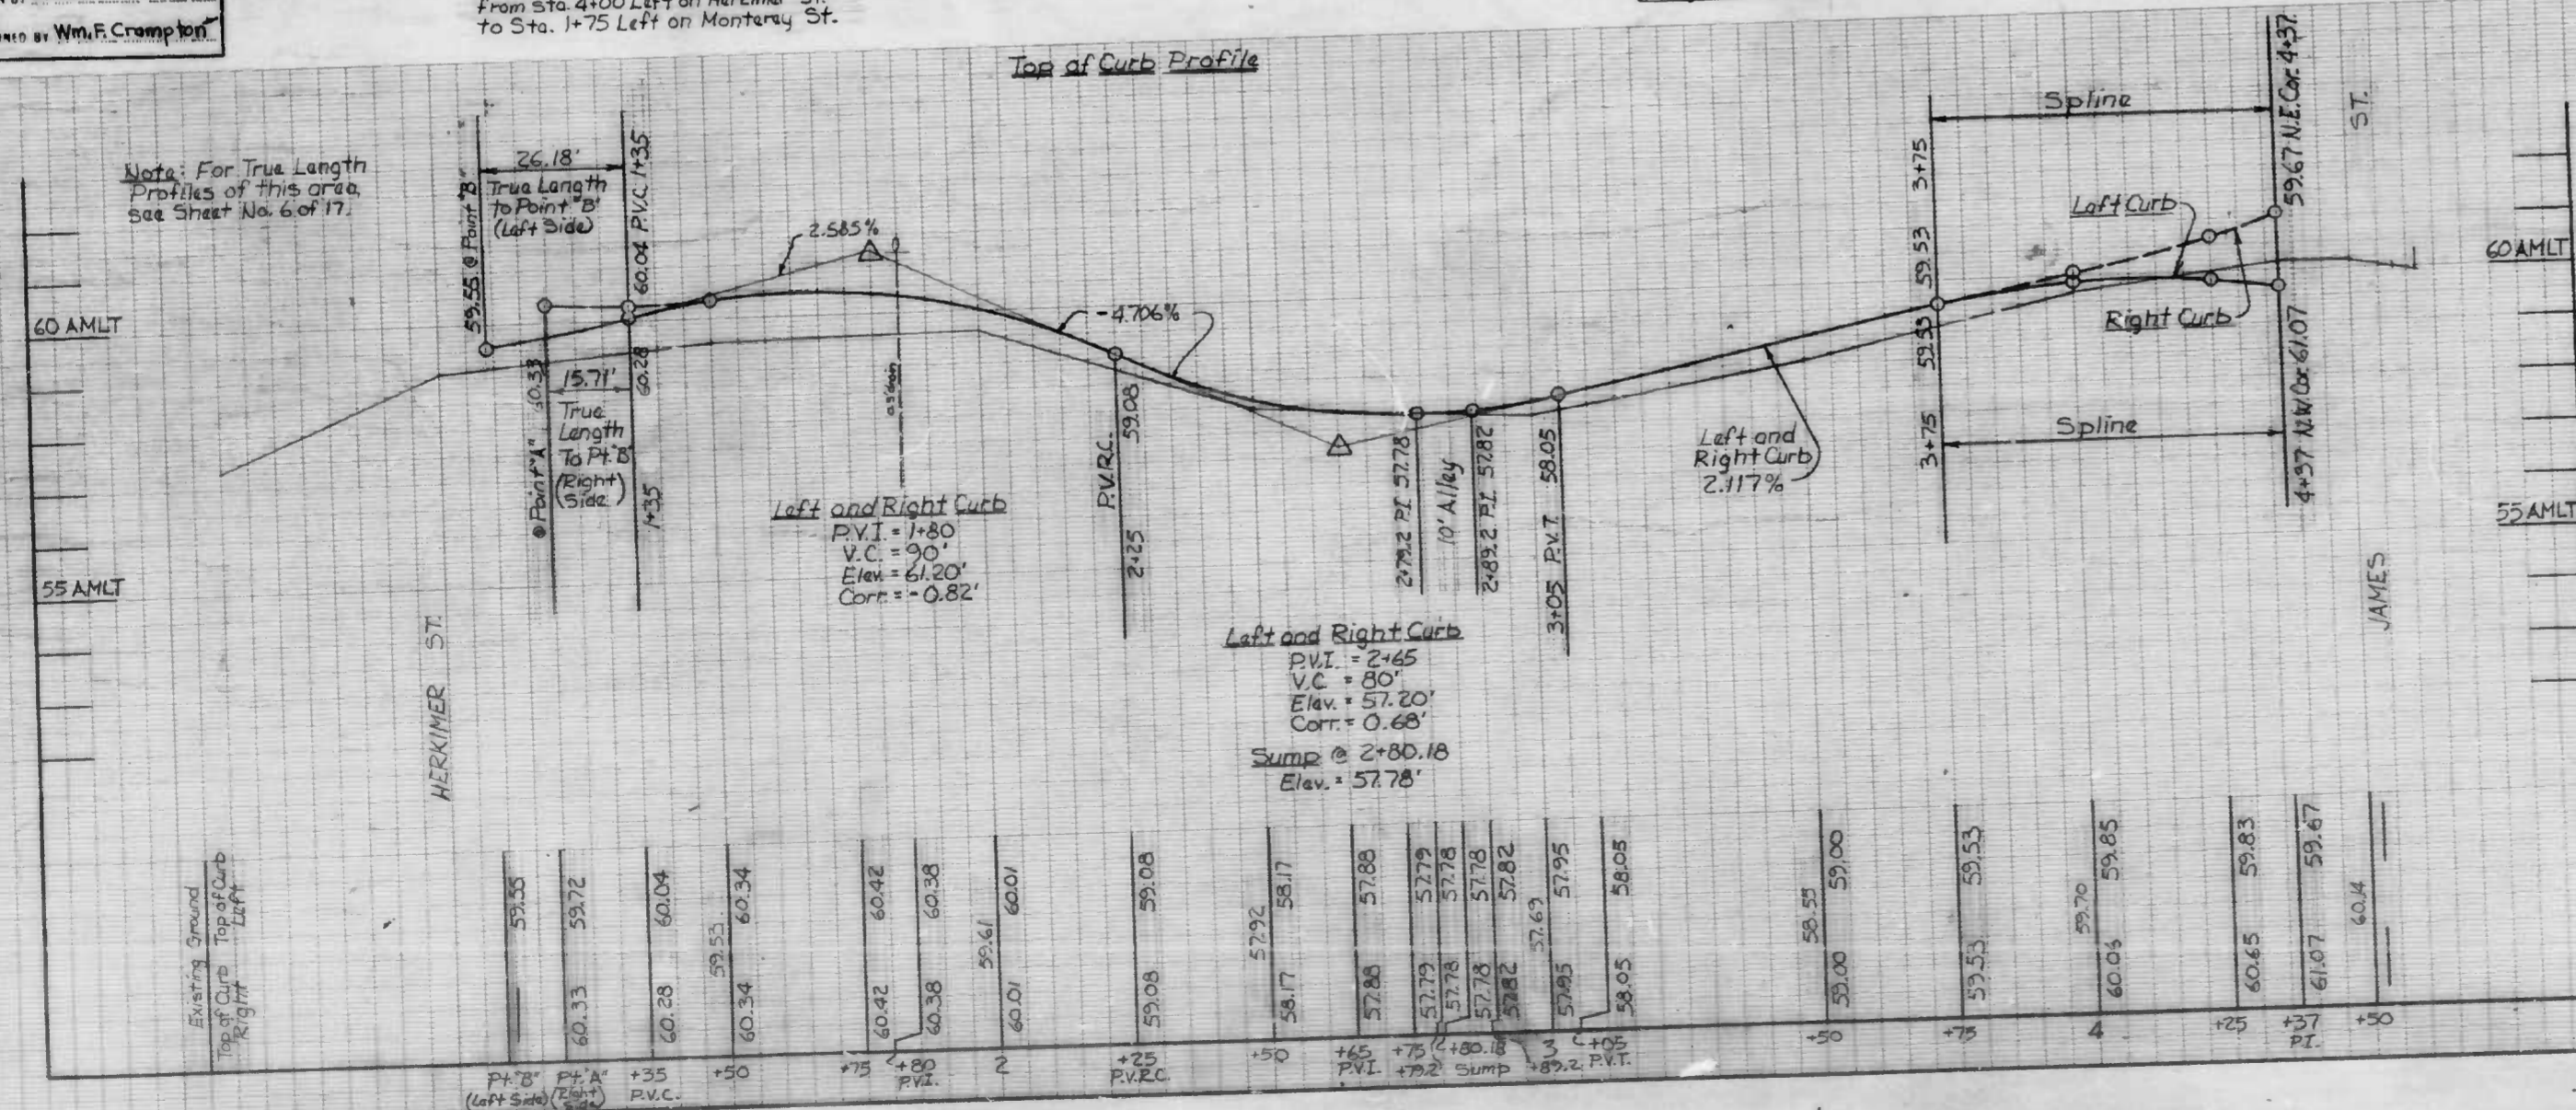 Wm. F. Crampton
to Sta. 1+75 Left on Monteray St.
Top of Curb Profile
Note: For True Length
Profiles of this area,
see Sheet No. 6 of 17.
59.55 @ Point "B"
26.18'
True Length
to Point "B"
(Left Side)
60.04 P.V.C. 1+35
@ Point "A" 60.33
15.71'
True
Length
To Pt. "B"
(Right
Side)
60.28
1+35
2.585%
-4.706%
P.V.R.C.
59.08
2+25
Left and Right Curb
P.V.I. = 1+80
V.C. = 90'
Elev. = 61.20'
Corr. = -0.82'
Left and Right Curb
P.V.I. = 2+65
V.C = 80'
Elev. = 57.20'
Corr. = 0.68'
Sump @ 2+80.18
Elev. = 57.78'
2+79.2 P.I. 57.78
10' Alley
2+89.2 P.I. 57.82
3+05 P.V.T. 58.05
Left and
Right Curb
2.117%
3+75
59.53
59.53
3+75
Spline
Left Curb
Right Curb
Spline
59.67 N.E. Cor. 4+37
4+37 N.W. Cor. 61.07
ST.
JAMES
HERKIMER ST.
60 AMLT
55 AMLT
60 AMLT
55 AMLT
Existing Ground
Top of Curb Top of Curb
Right Left
59.55
60.33 59.72
60.28 60.04
59.53
60.34 60.34
60.42 60.42
60.38 60.38
59.61
60.01 60.01
59.08 59.08
57.92
58.17 58.17
57.88 57.88
57.79 57.79
57.78 57.78
57.78 57.78
57.82 57.82
57.69
57.95 57.95
58.05 58.05
58.55
59.00 59.00
59.53 59.53
59.70
60.06 59.85
60.65 59.83
61.07 59.67
60.14
Pt. "B"
(Left Side)
Pt. "A"
(Right
Side)
+35
P.V.C.
+50
+75
+80
P.V.I.
2
+25
P.V.R.C.
+50
+65
P.V.I.
+75
+79.2
+80.18
Sump
3
+89.2
+05
P.V.T.
+50
+75
4
+25
+37
P.I.
+50